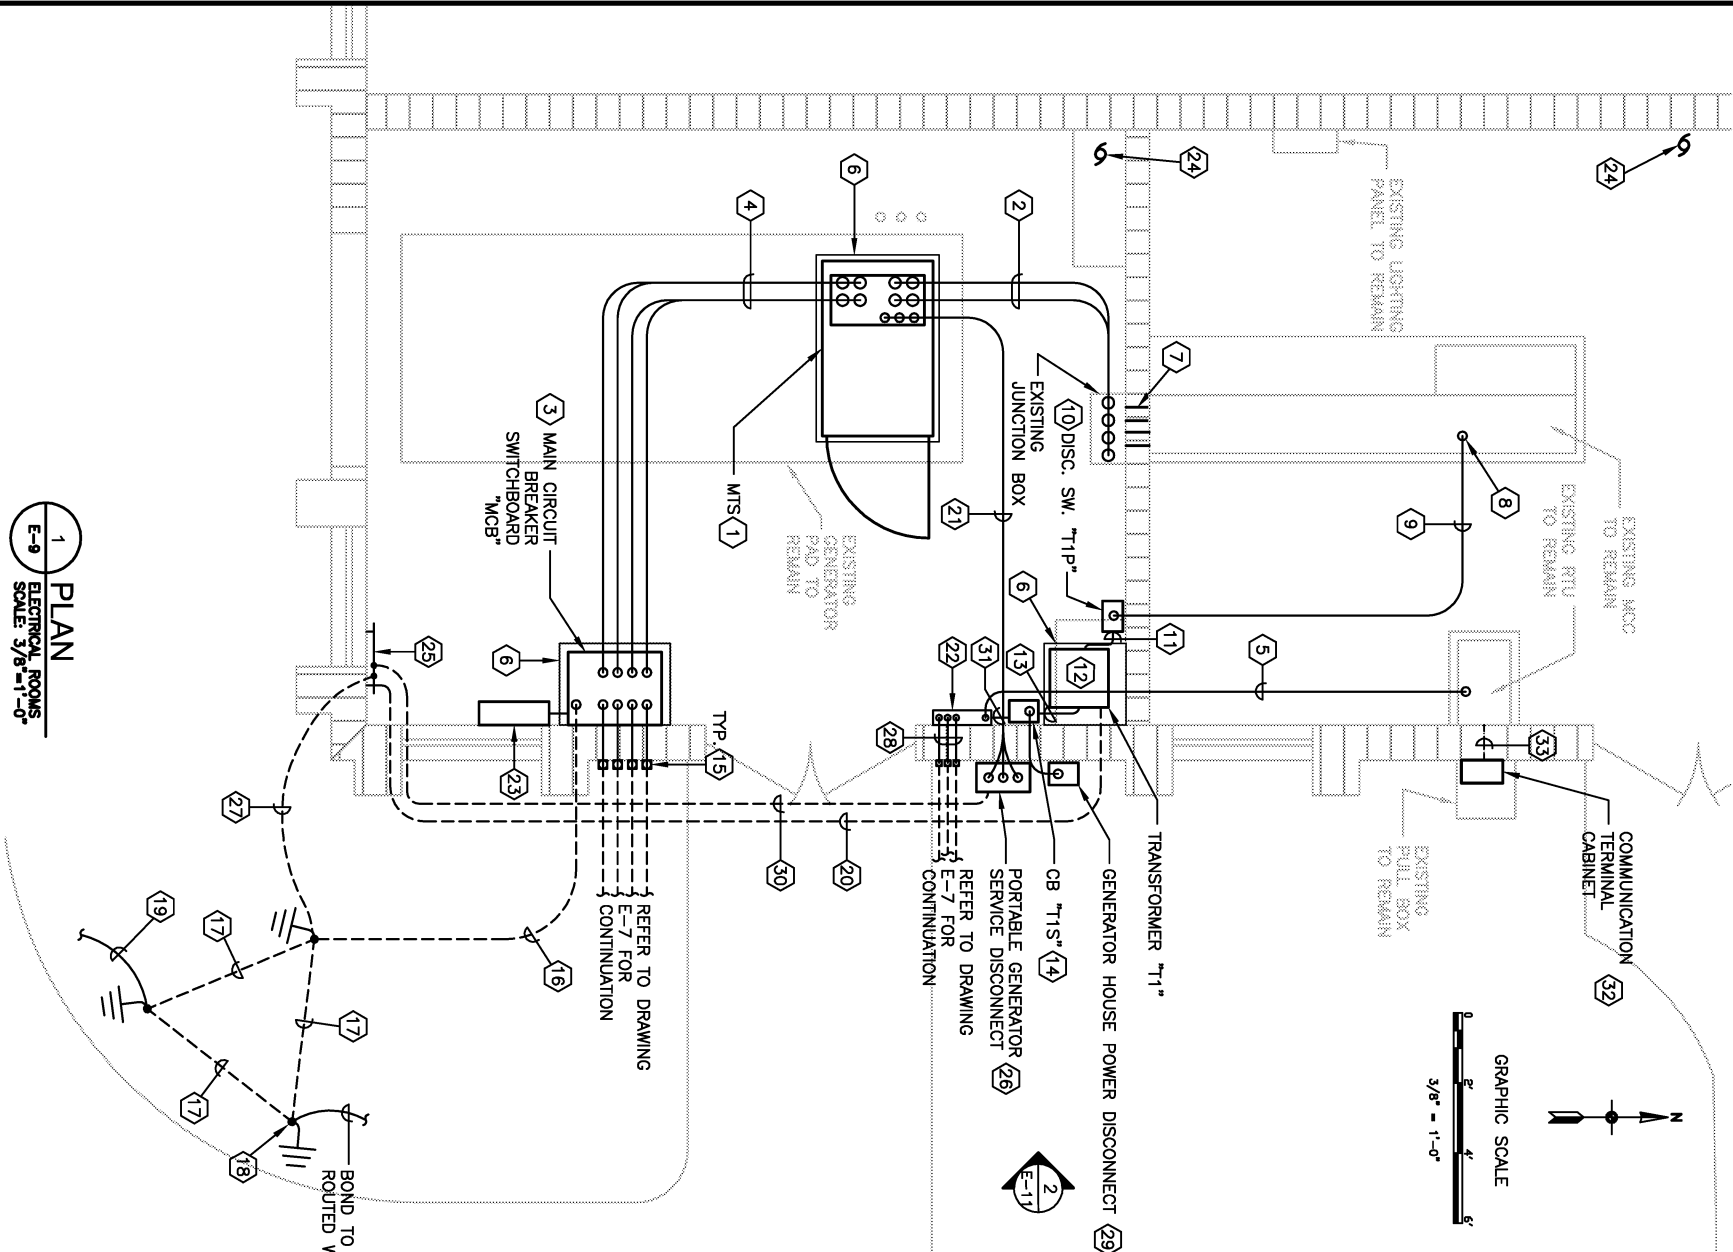 24
24
EXISTING LIGHTING
PANEL TO REMAIN
6
4
2
7
EXISTING
JUNCTION BOX
10 DISC. SW. "T1P"
8
9
EXISTING MCC
TO REMAIN
EXISTING RTU
TO REMAIN
3 MAIN CIRCUIT
BREAKER
SWITCHBOARD
"MCB"
MTS 1
21
EXISTING
GENERATOR
PAD TO
REMAIN
6
11
12
5
13
31
22
6
25
23
TYP. 15
28
33
27
30
20
TRANSFORMER "T1"
GENERATOR HOUSE POWER DISCONNECT 29
CB "T1S" 14
PORTABLE GENERATOR
SERVICE DISCONNECT 26
REFER TO DRAWING
E-7 FOR
CONTINUATION
REFER TO DRAWING
E-7 FOR
CONTINUATION
EXISTING
PULL BOX
TO REMAIN
COMMUNICATION
TERMINAL
CABINET
32
16
19
17
17
17
18
BOND TO
ROUTED
2
E-11
N
GRAPHIC SCALE
0 2' 4' 6'
3/8" = 1'-0"
1
E-9
PLAN
ELECTRICAL ROOMS
SCALE: 3/8"=1'-0"